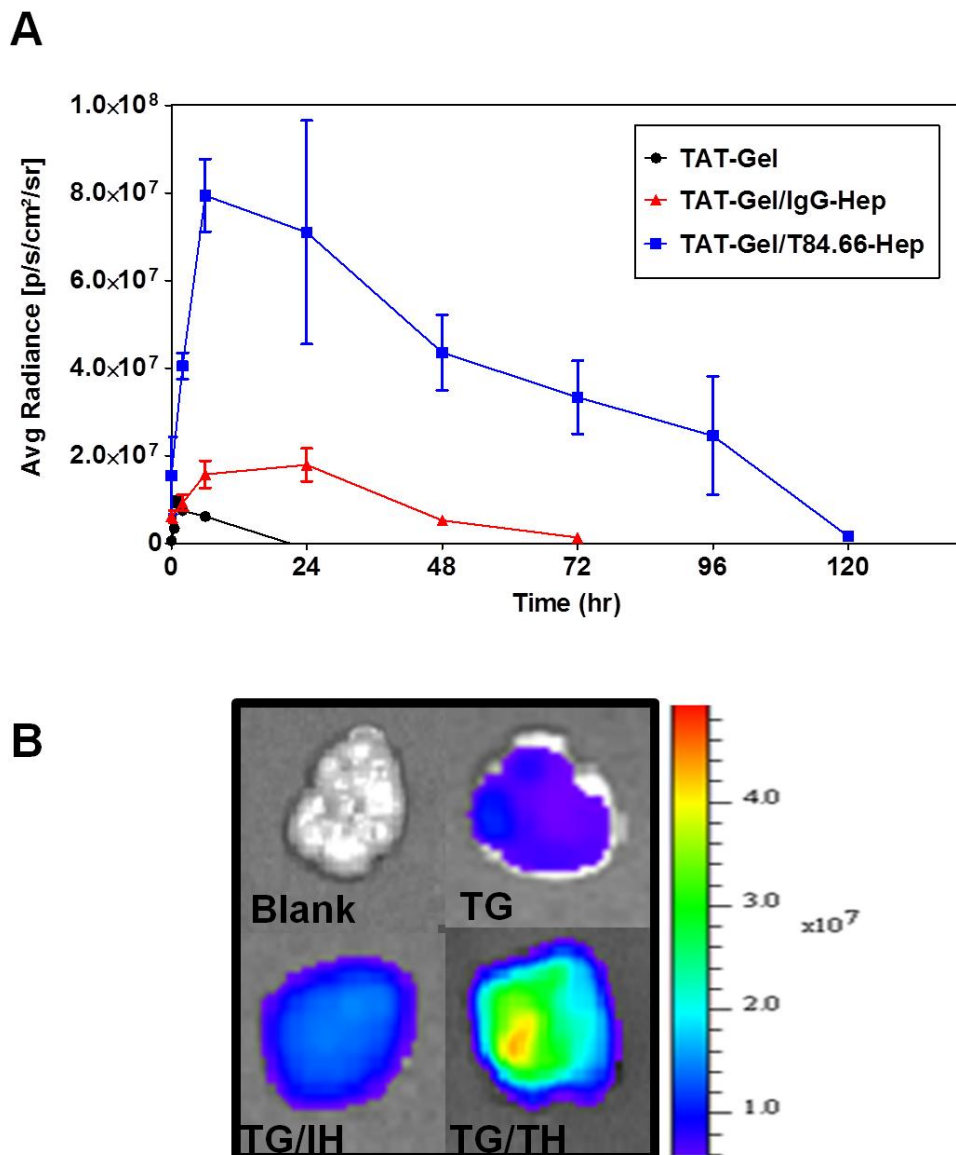 A
1.0×10⁸
8.0×10⁷
6.0×10⁷
4.0×10⁷
2.0×10⁷
0
Avg Radiance [p/s/cm²/sr]
TAT-Gel
TAT-Gel/IgG-Hep
TAT-Gel/T84.66-Hep
0 24 48 72 96 120
Time (hr)
B
Blank
TG
TG/IH
TG/TH
4.0
3.0
x10⁷
2.0
1.0